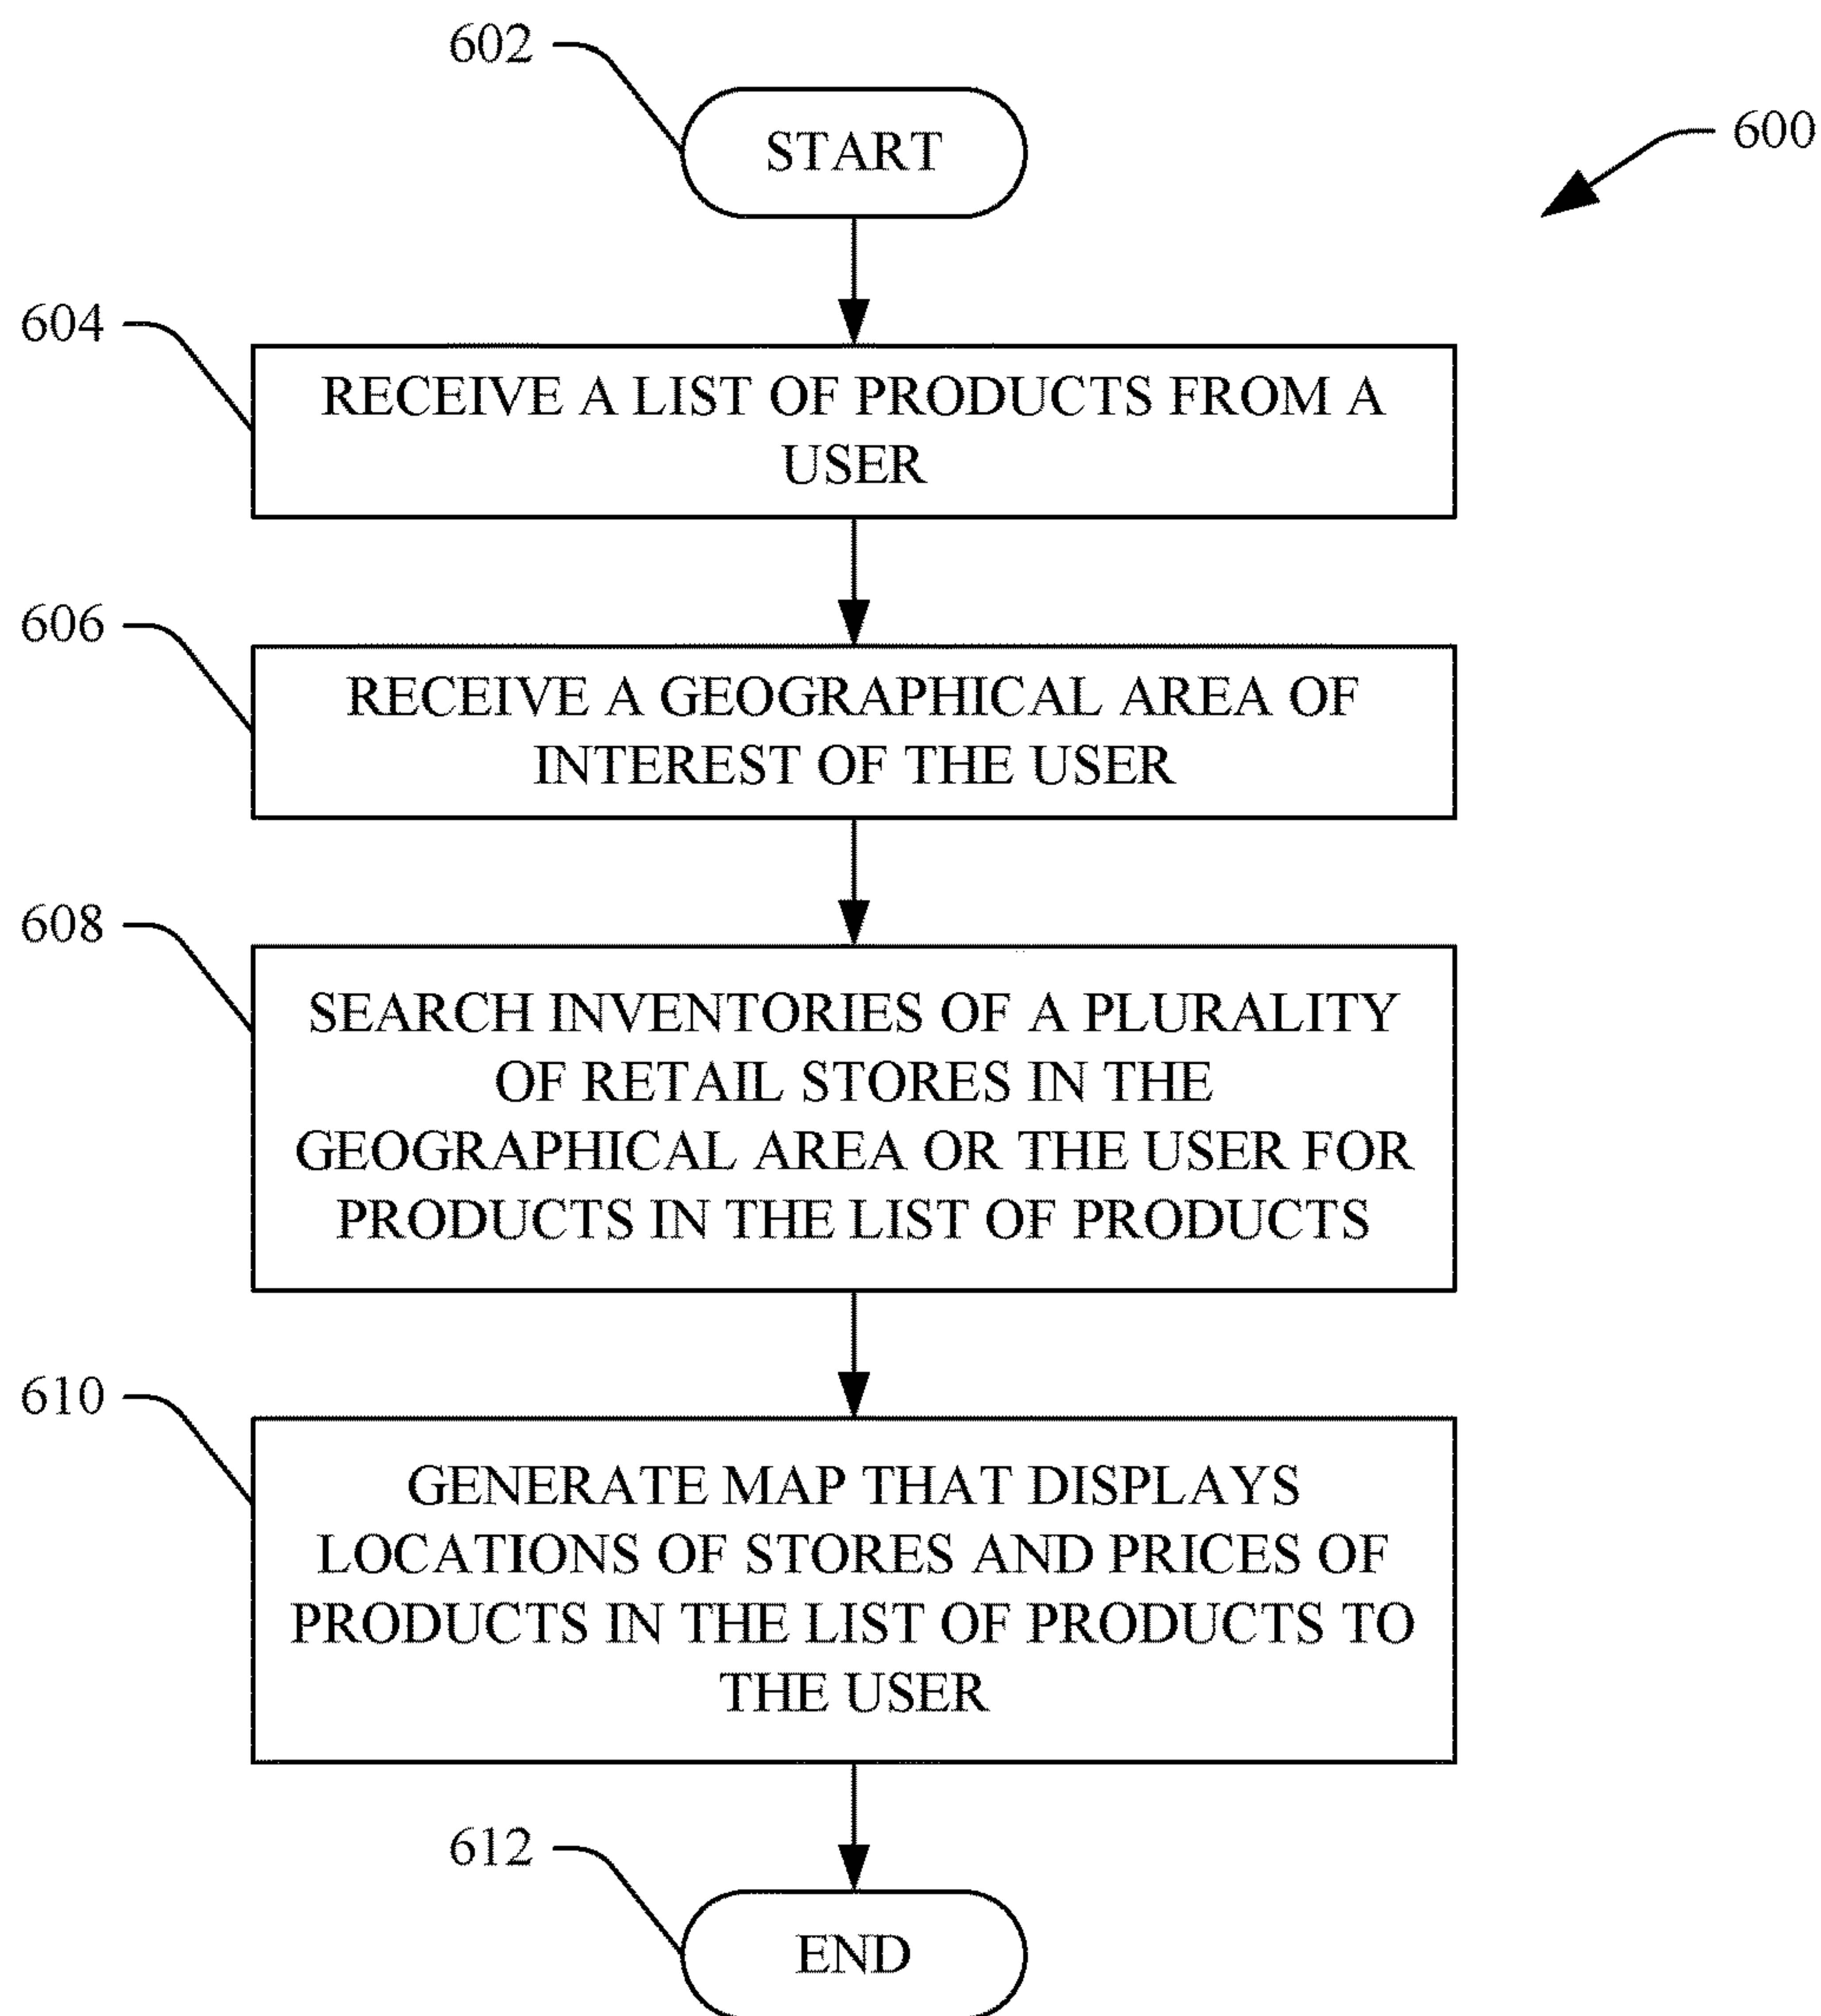 602
START
600
604
RECEIVE A LIST OF PRODUCTS FROM A
USER
606
RECEIVE A GEOGRAPHICAL AREA OF
INTEREST OF THE USER
608
SEARCH INVENTORIES OF A PLURALITY
OF RETAIL STORES IN THE
GEOGRAPHICAL AREA OR THE USER FOR
PRODUCTS IN THE LIST OF PRODUCTS
610
GENERATE MAP THAT DISPLAYS
LOCATIONS OF STORES AND PRICES OF
PRODUCTS IN THE LIST OF PRODUCTS TO
THE USER
612
END